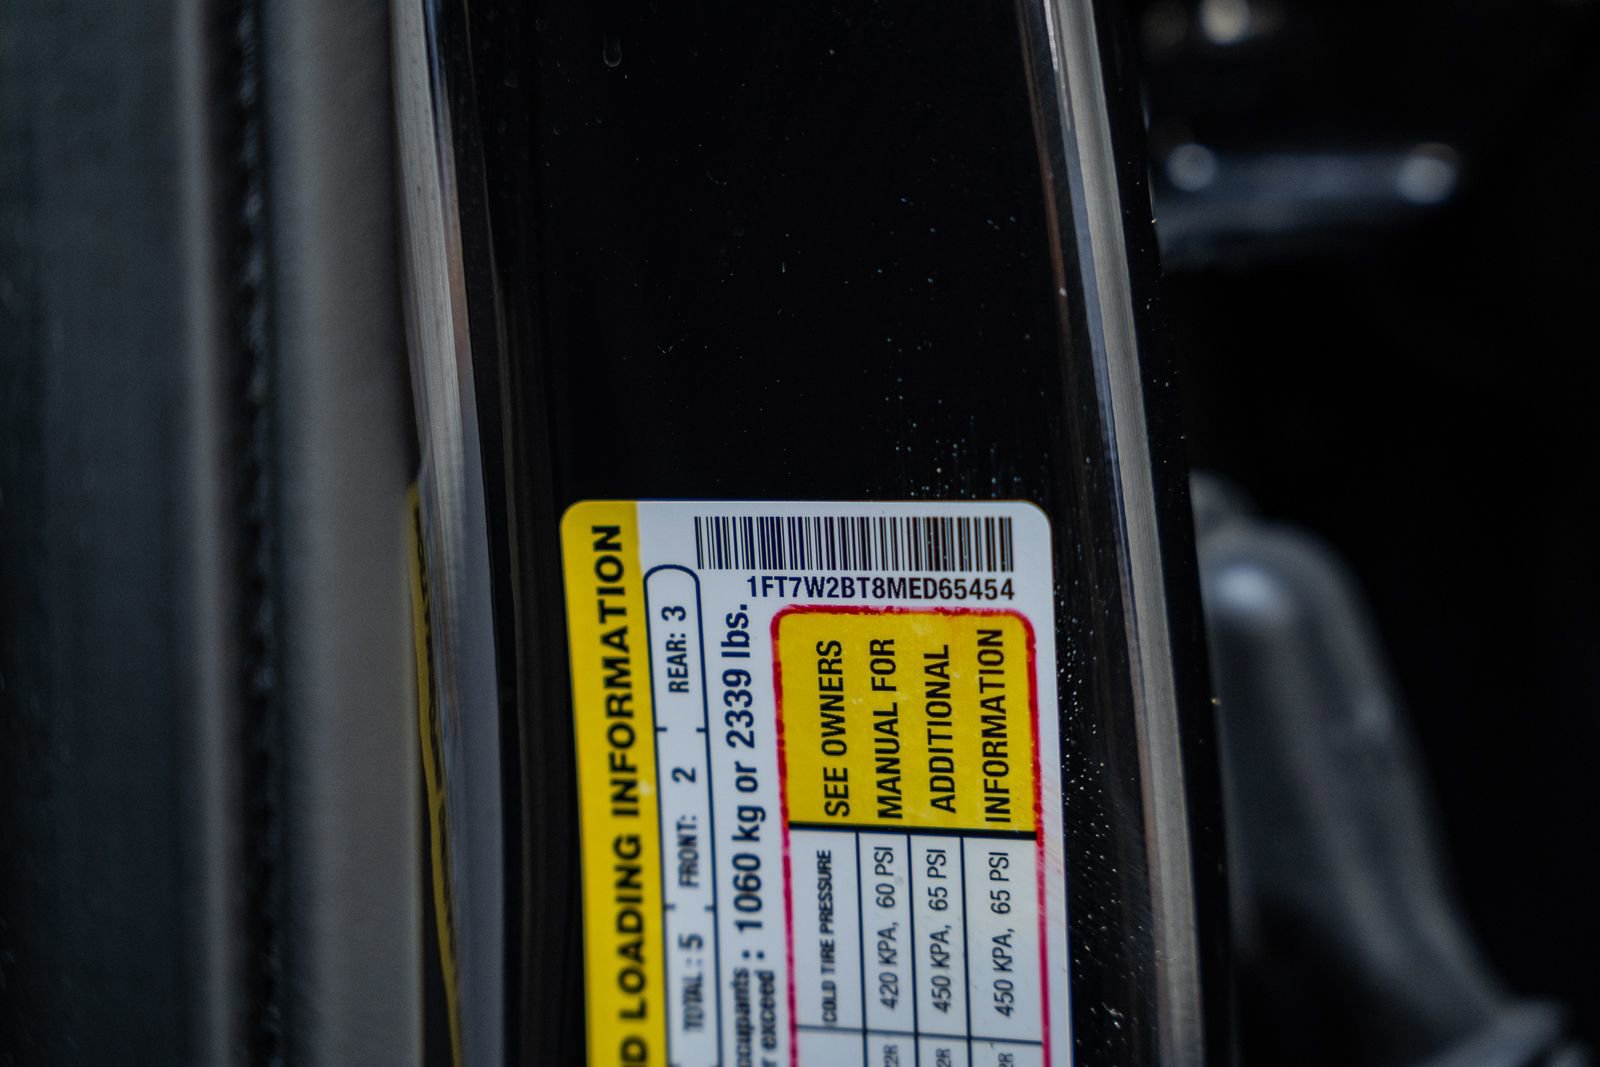 1FT7W2BT8MED65454
LOADING INFORMATION
TOTAL : 5 FRONT: 2 REAR: 3
: 1060 kg or 2339 lbs.
COLD TIRE PRESSURE
420 KPA, 60 PSI
450 KPA, 65 PSI
450 KPA, 65 PSI
SEE OWNERS
MANUAL FOR
ADDITIONAL
INFORMATION